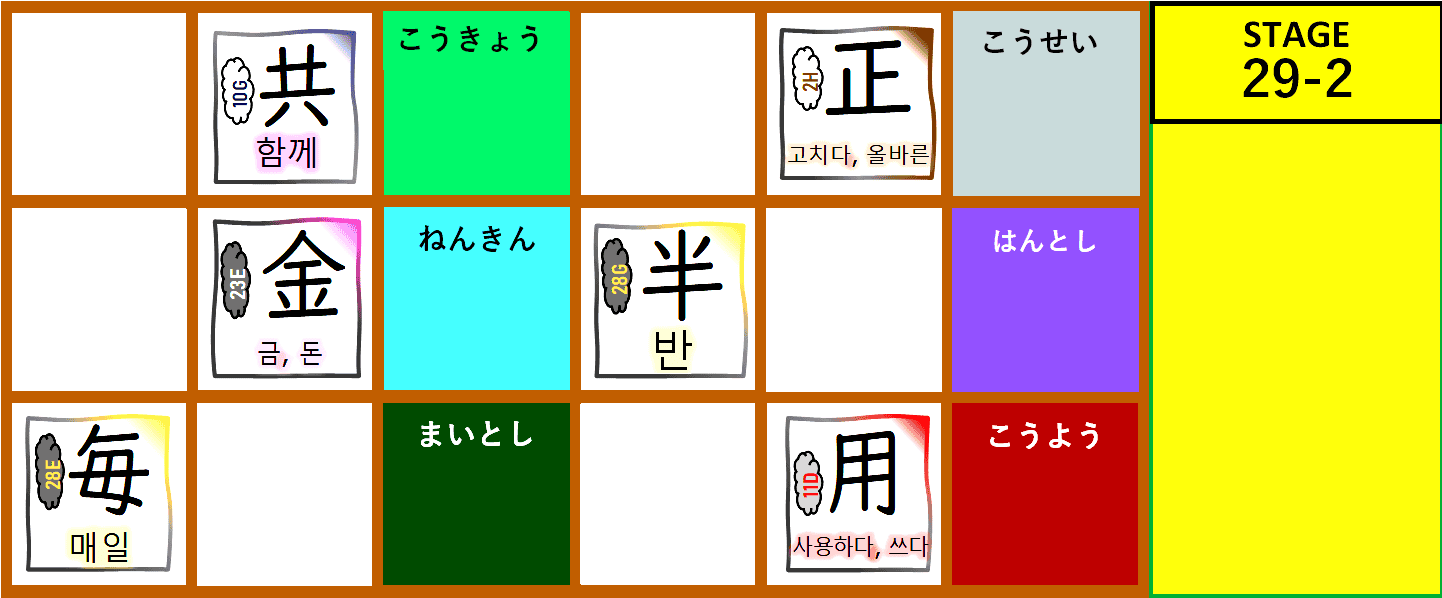 10G 共
함께
こうきょう
2H 正
고치다, 올바른
こうせい
STAGE
29-2
23E 金
금, 돈
ねんきん
28G 半
반
はんとし
28E 毎
매일
まいとし
11D 用
사용하다, 쓰다
こうよう